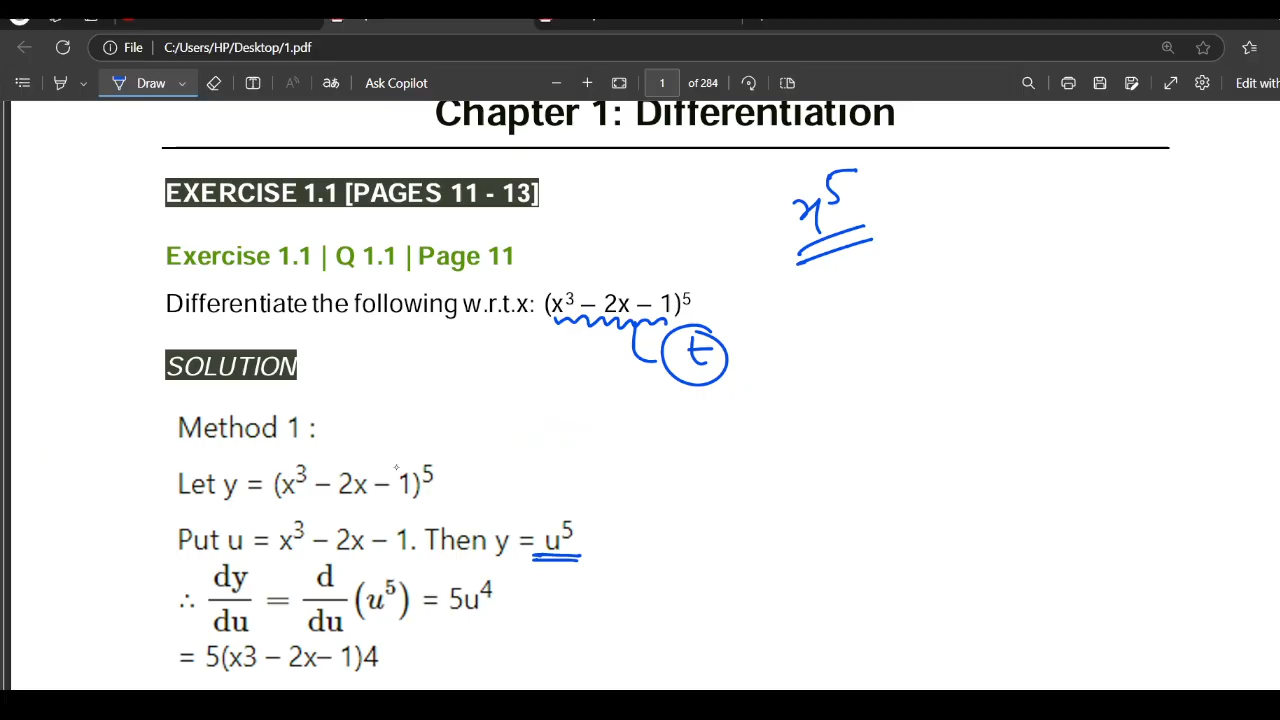 File | C:/Users/HP/Desktop/1.pdf
Draw aあ Ask Copilot 1 of 284 Edit with
Chapter 1: Differentiation
EXERCISE 1.1 [PAGES 11 - 13]
x⁵
Exercise 1.1 | Q 1.1 | Page 11
Differentiate the following w.r.t.x: (x³ – 2x – 1)⁵
t
SOLUTION
Method 1 :
Let y = (x³ – 2x – 1)⁵
Put u = x³ – 2x – 1. Then y = u⁵
∴ dy/du = d/du (u⁵) = 5u⁴
= 5(x3 – 2x– 1)4